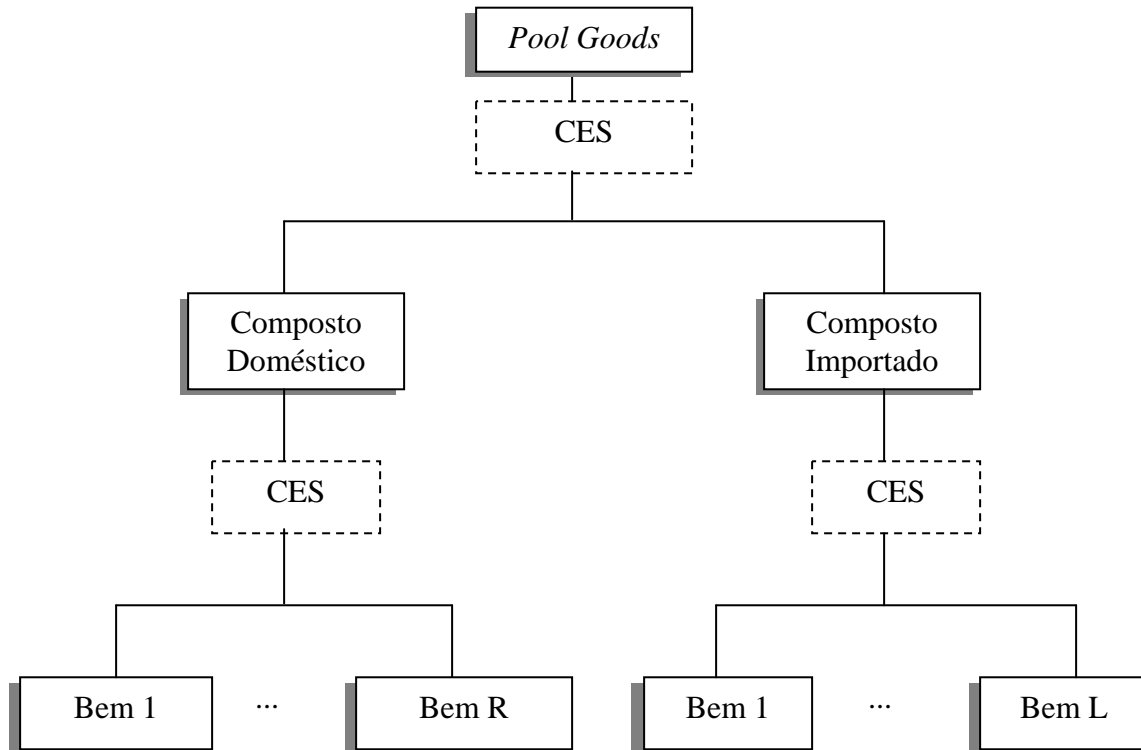 Pool Goods
CES
Composto
Doméstico
Composto
Importado
CES
CES
Bem 1
...
Bem R
Bem 1
...
Bem L